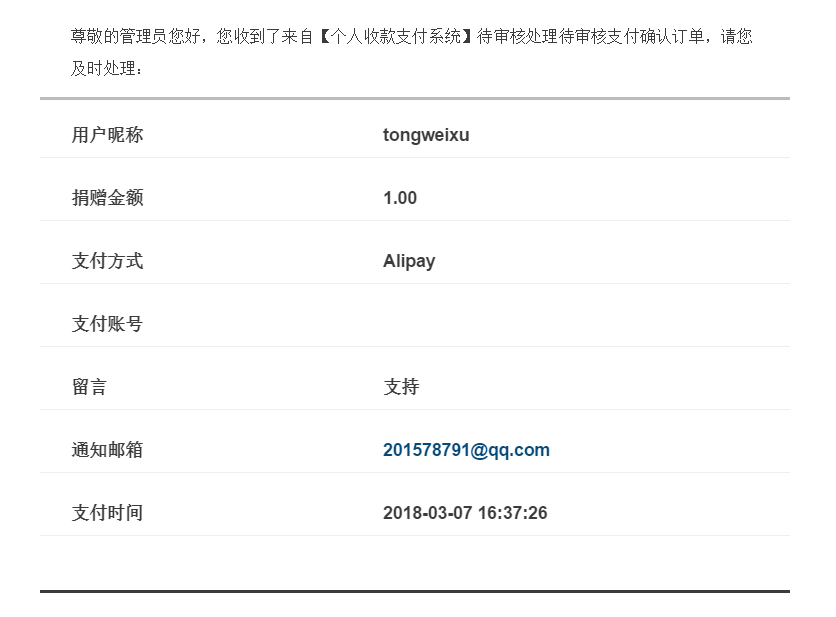 尊敬的管理员您好，您收到了来自【个人收款支付系统】待审核处理待审核支付确认订单，请您
及时处理：
用户昵称 tongweixu
捐赠金额 1.00
支付方式 Alipay
支付账号
留言 支持
通知邮箱 201578791@qq.com
支付时间 2018-03-07 16:37:26